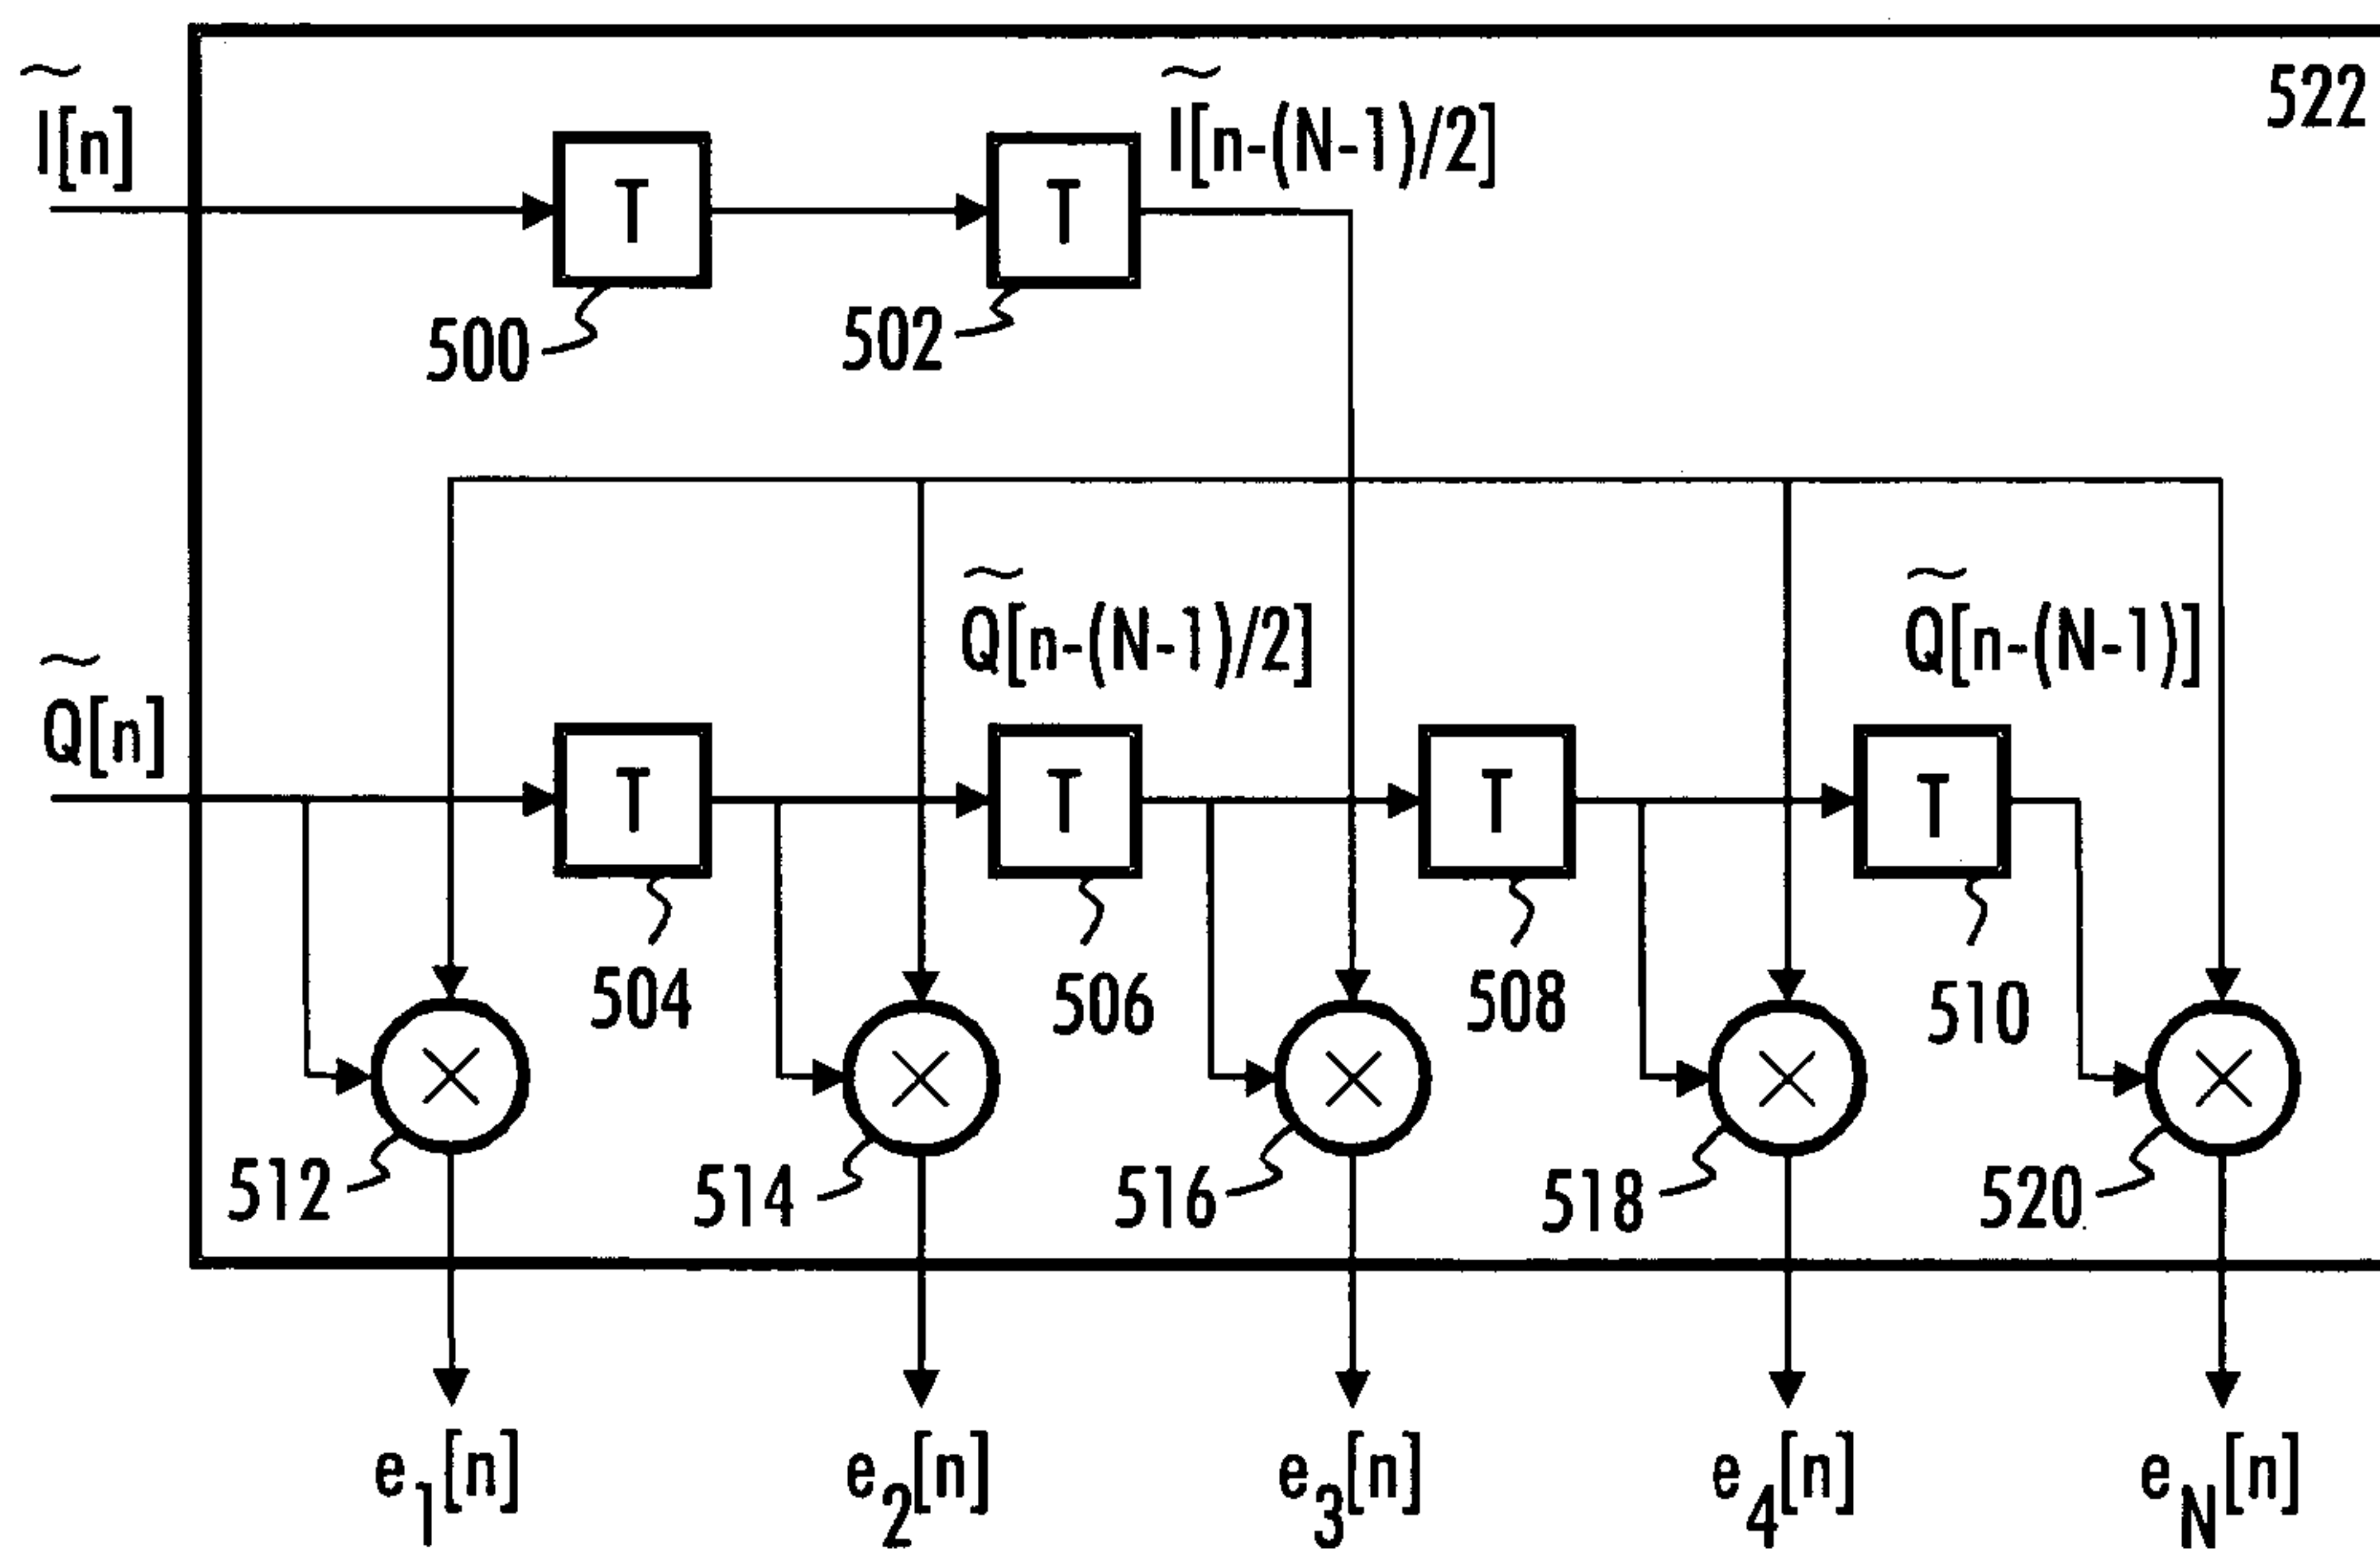 522
Ĩ[n]
Ĩ[n-(N-1)/2]
T
T
500
502
Q̃[n-(N-1)/2]
Q̃[n-(N-1)]
Q̃[n]
T
T
T
T
504
506
508
510
512
514
516
518
520
e₁[n]
e₂[n]
e₃[n]
e₄[n]
e_N[n]